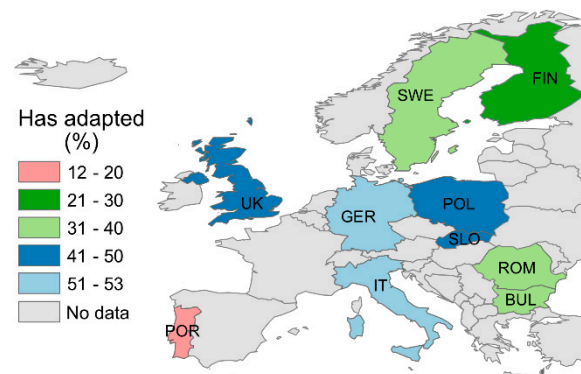 Has adapted
(%)
12 - 20
21 - 30
31 - 40
41 - 50
51 - 53
No data
FIN
SWE
UK
GER
POL
SLO
ROM
IT
BUL
POR